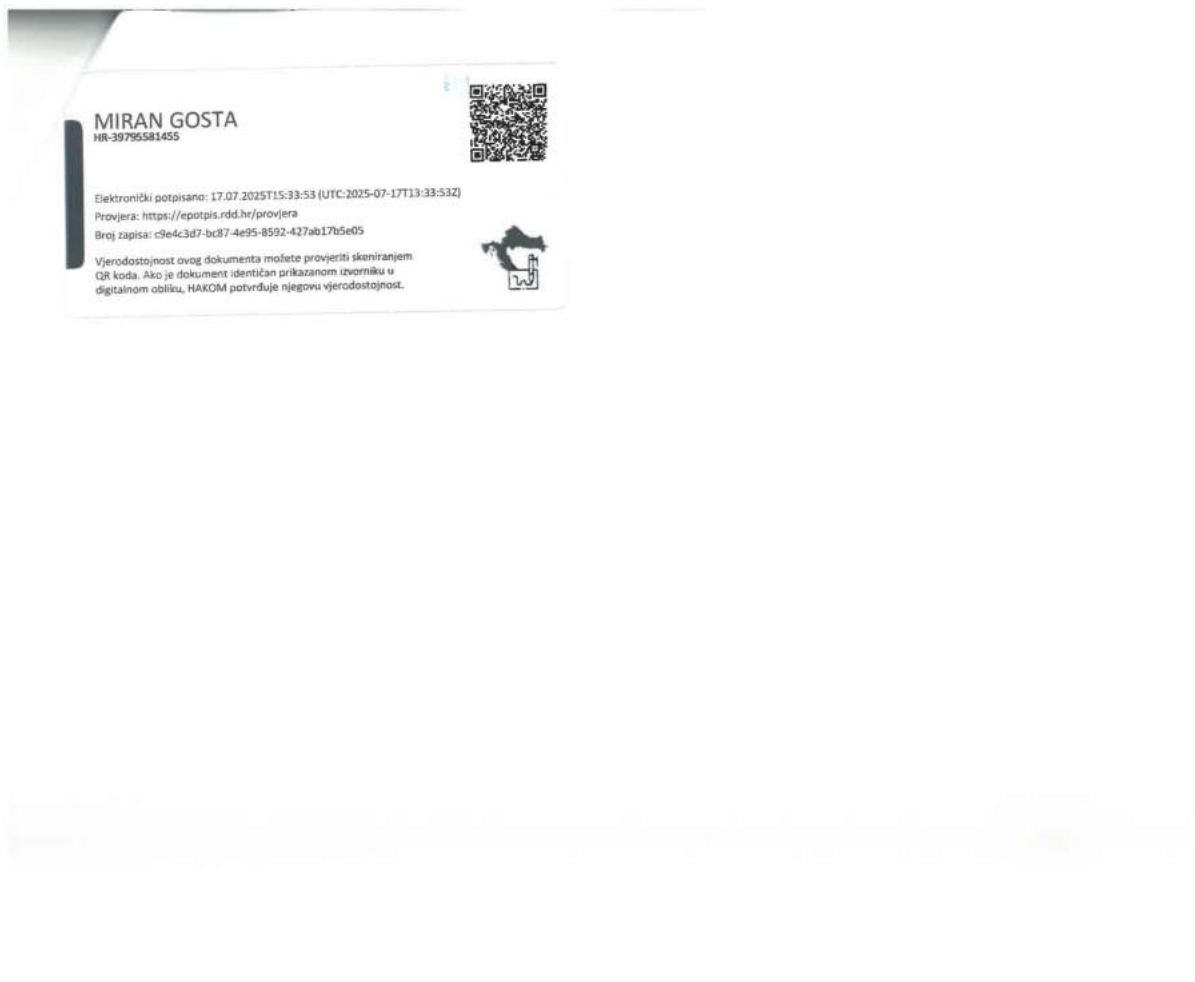 MIRAN GOSTA
HR-39795581455
Elektronički potpisano: 17.07.2025T15:33:53 (UTC:2025-07-17T13:33:53Z)
Provjera: https://epotpis.rdd.hr/provjera
Broj zapisa: c9e4c3d7-bc87-4e95-8592-427ab17b5e05
Vjerodostojnost ovog dokumenta možete provjeriti skeniranjem
QR koda. Ako je dokument identičan prikazanom izvorniku u
digitalnom obliku, HAKOM potvrđuje njegovu vjerodostojnost.